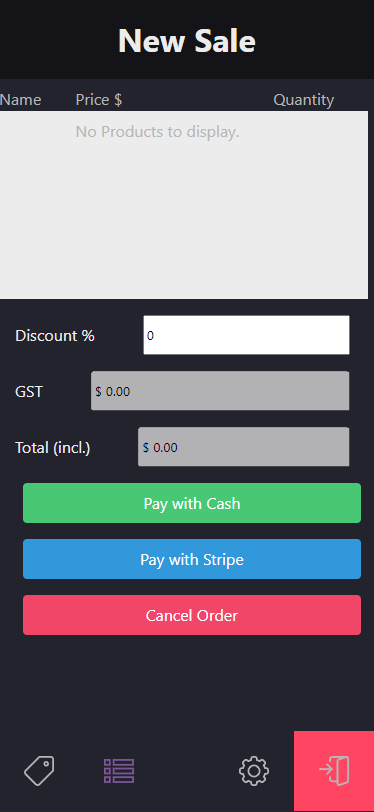 New Sale
Name Price $ Quantity
No Products to display.
Discount % 0
GST $ 0.00
Total (incl.) $ 0.00
Pay with Cash
Pay with Stripe
Cancel Order